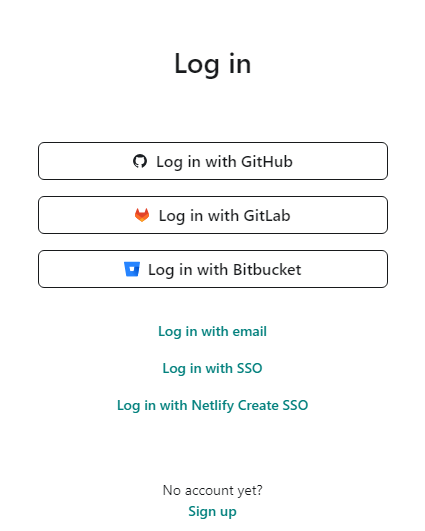 Log in
Log in with GitHub
Log in with GitLab
Log in with Bitbucket
Log in with email
Log in with SSO
Log in with Netlify Create SSO
No account yet?
Sign up